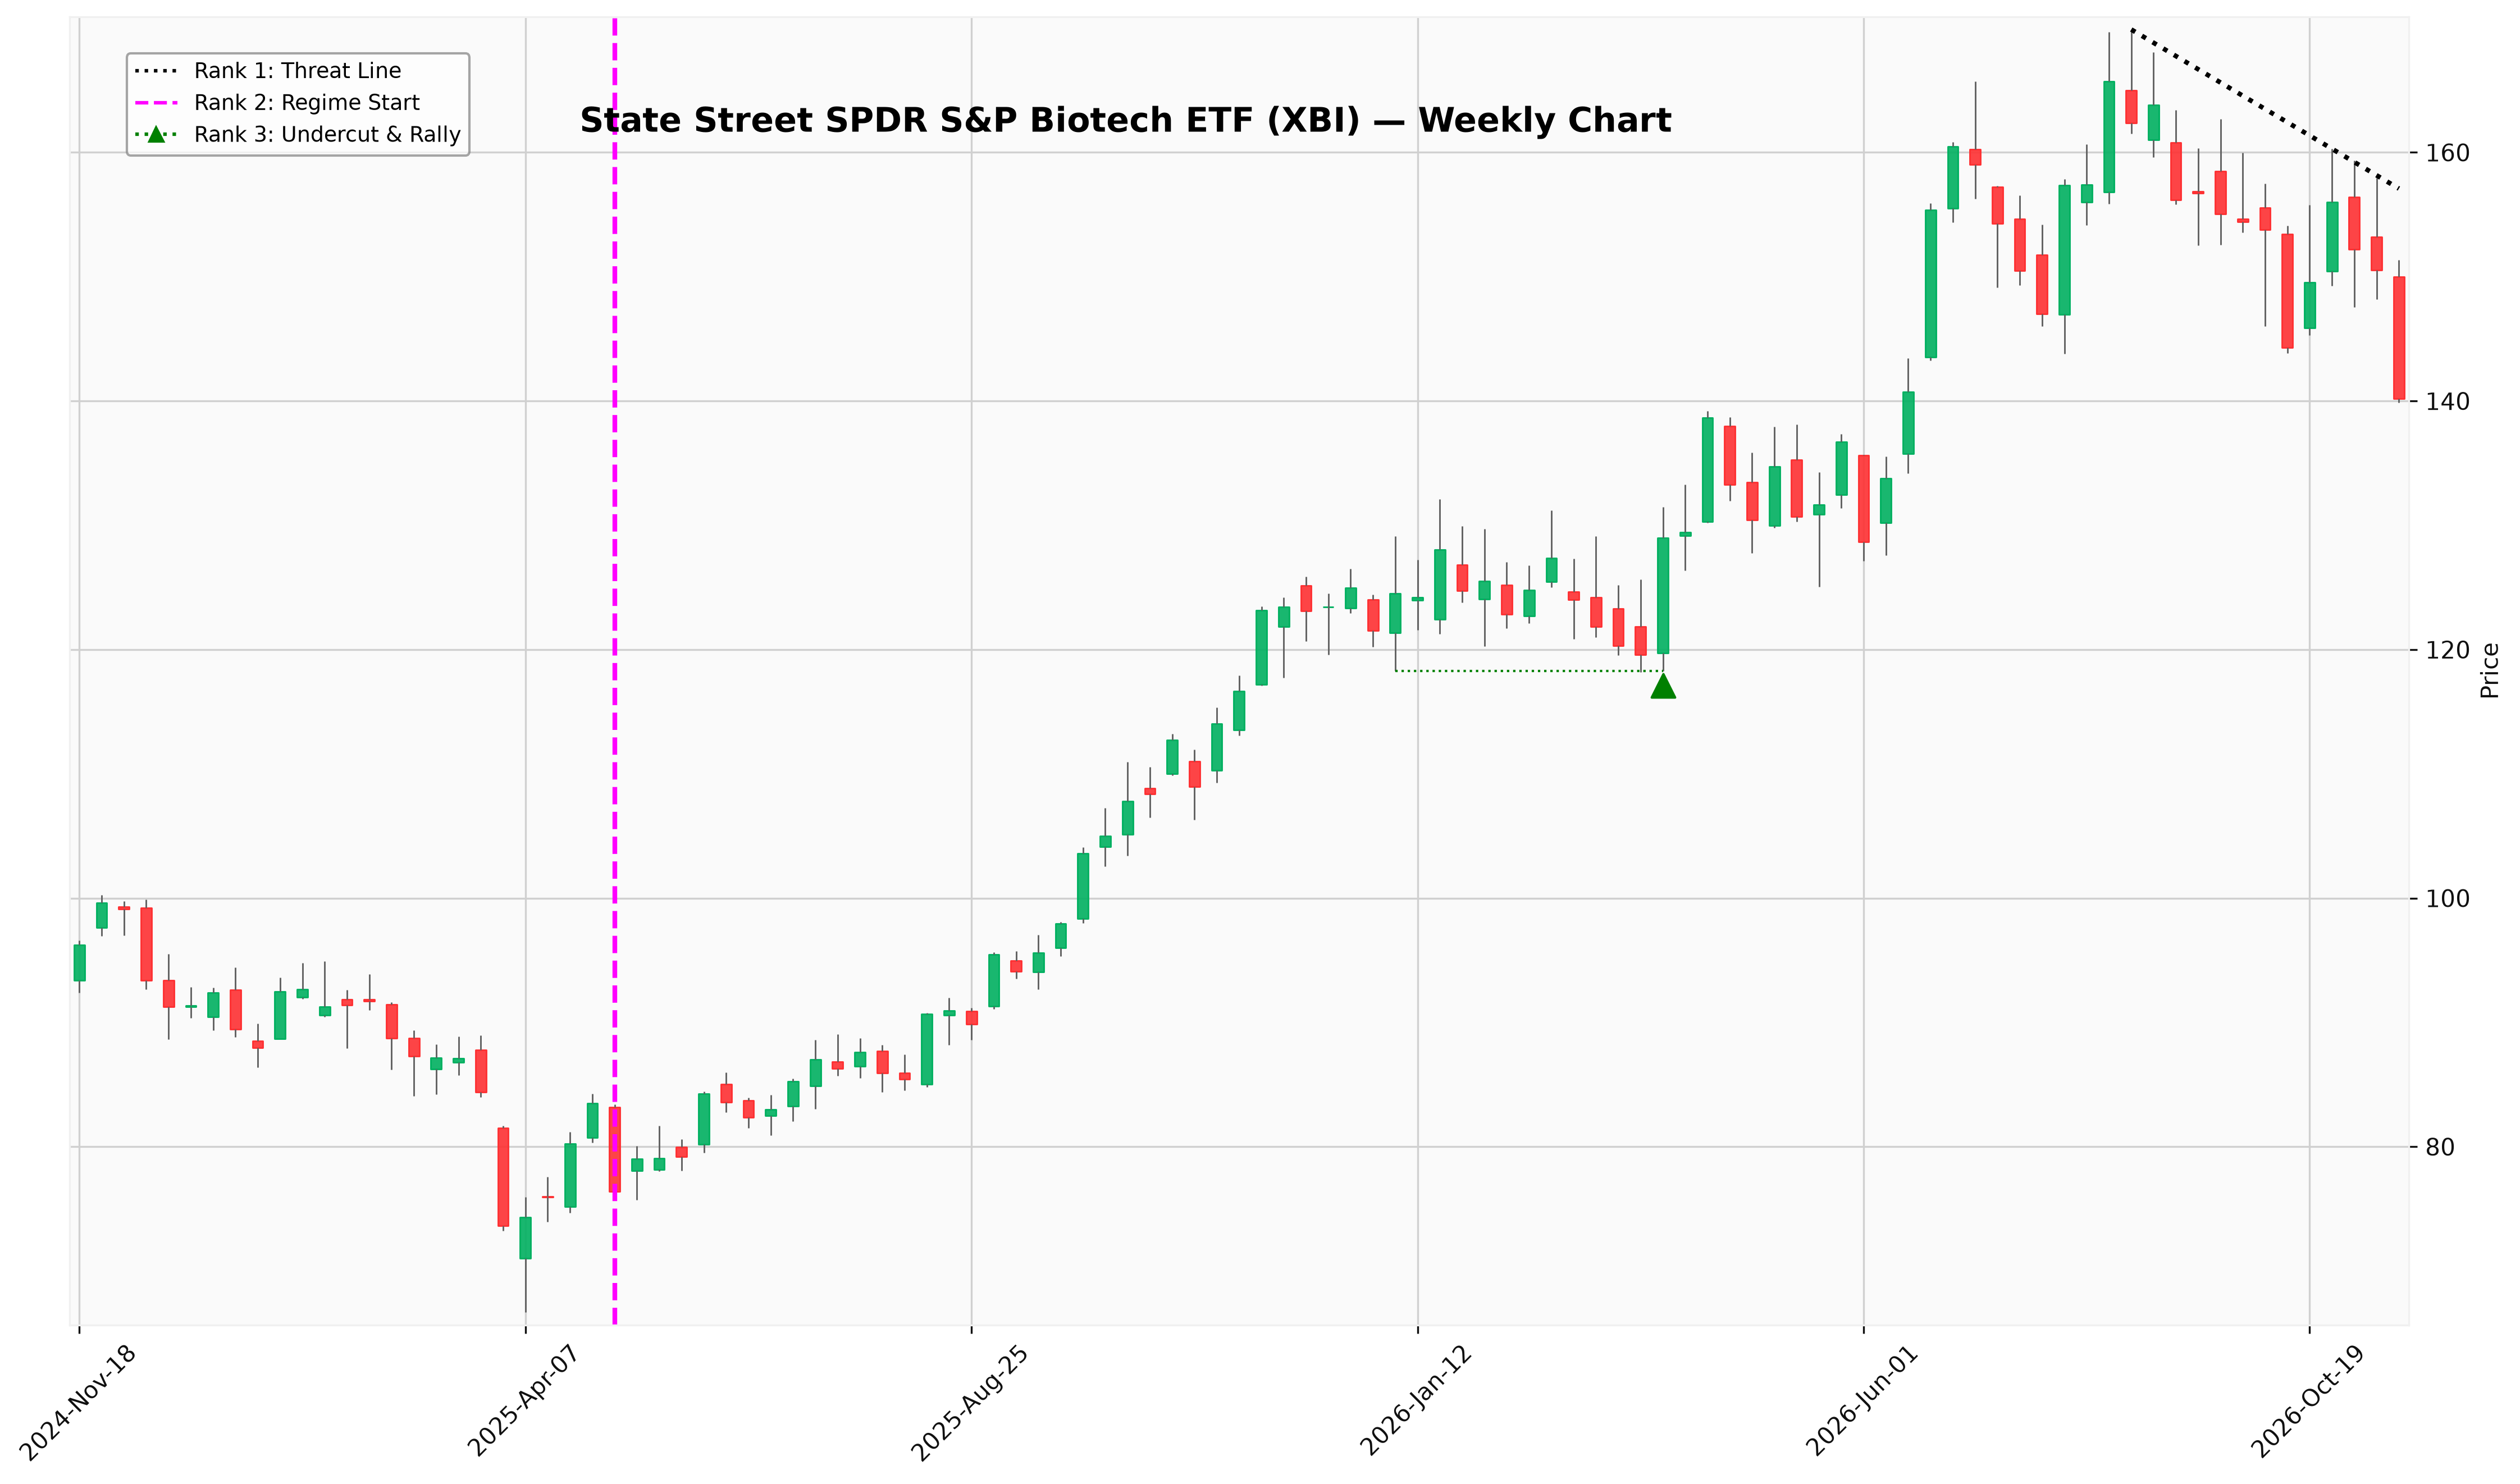 Rank 1: Threat Line
Rank 2: Regime Start
Rank 3: Undercut & Rally
State Street SPDR S&P Biotech ETF (XBI) — Weekly Chart
160
140
120
100
80
Price
2024-Nov-18
2025-Apr-07
2025-Aug-25
2026-Jan-12
2026-Jun-01
2026-Oct-19